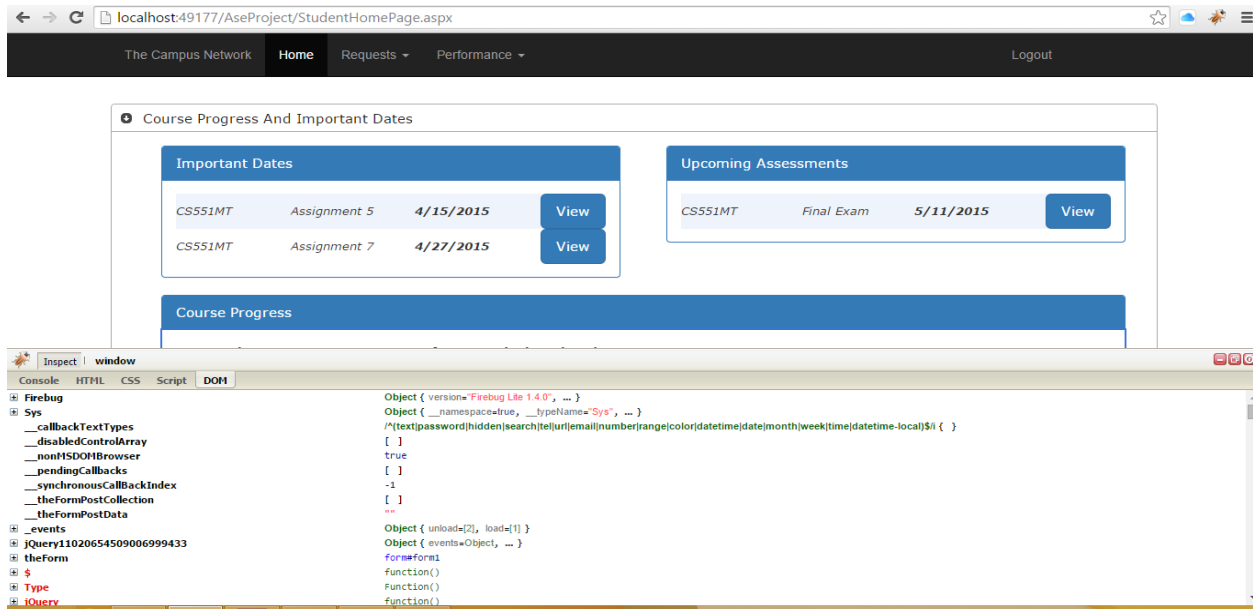 localhost:49177/AseProject/StudentHomePage.aspx
The Campus Network Home Requests Performance Logout
Course Progress And Important Dates
Important Dates
CS551MT Assignment 5 4/15/2015 View
CS551MT Assignment 7 4/27/2015 View
Upcoming Assessments
CS551MT Final Exam 5/11/2015 View
Course Progress
Inspect window
Console HTML CSS Script DOM
Firebug Object { version="Firebug Lite 1.4.0", … }
Sys Object { __namespace=true, __typeName="Sys", … }
__callbackTextTypes /^(text|password|hidden|search|tel|url|email|number|range|color|datetime|date|month|week|time|datetime-local)$/i { }
__disabledControlArray [ ]
__nonMSDOMBrowser true
__pendingCallbacks [ ]
__synchronousCallBackIndex -1
__theFormPostCollection [ ]
__theFormPostData ""
_events Object { unload=[2], load=[1] }
jQuery11020654509006999433 Object { events=Object, … }
theForm form#form1
$ function()
Type Function()
jQuery function()